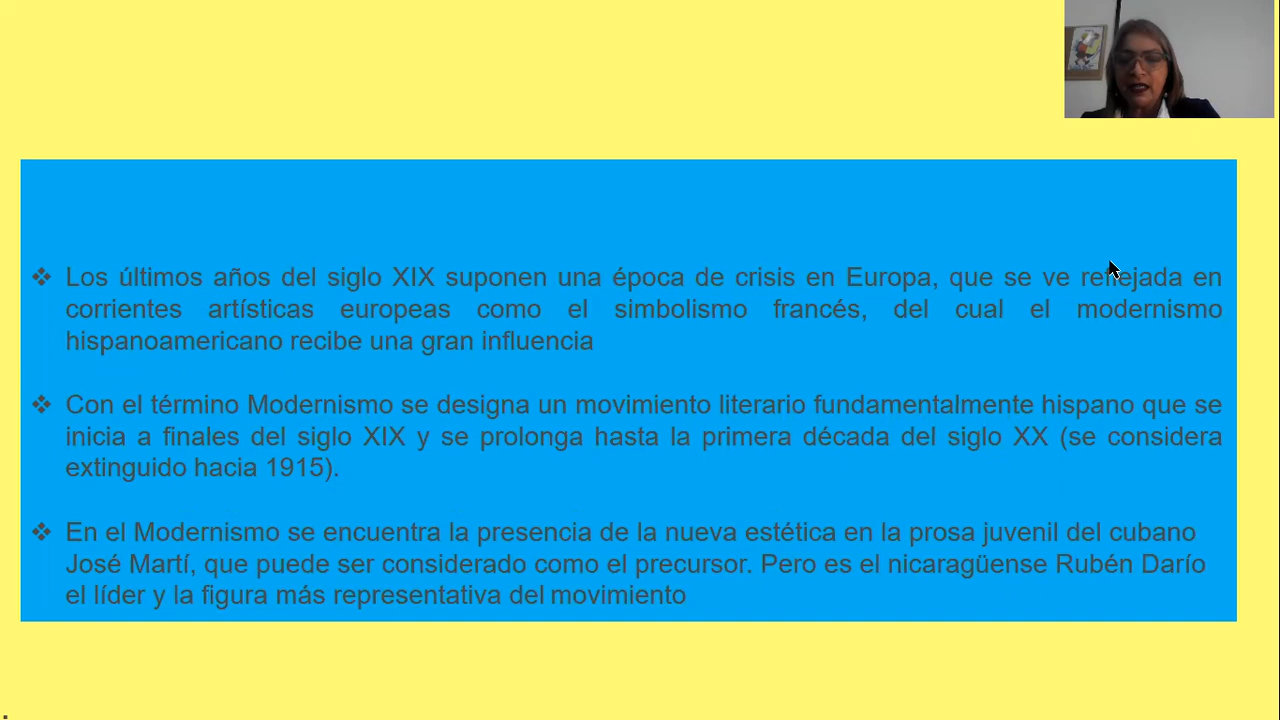 ❖ Los últimos años del siglo XIX suponen una época de crisis en Europa, que se ve reflejada en
corrientes artísticas europeas como el simbolismo francés, del cual el modernismo
hispanoamericano recibe una gran influencia
❖ Con el término Modernismo se designa un movimiento literario fundamentalmente hispano que se
inicia a finales del siglo XIX y se prolonga hasta la primera década del siglo XX (se considera
extinguido hacia 1915).
❖ En el Modernismo se encuentra la presencia de la nueva estética en la prosa juvenil del cubano
José Martí, que puede ser considerado como el precursor. Pero es el nicaragüense Rubén Darío
el líder y la figura más representativa del movimiento
.